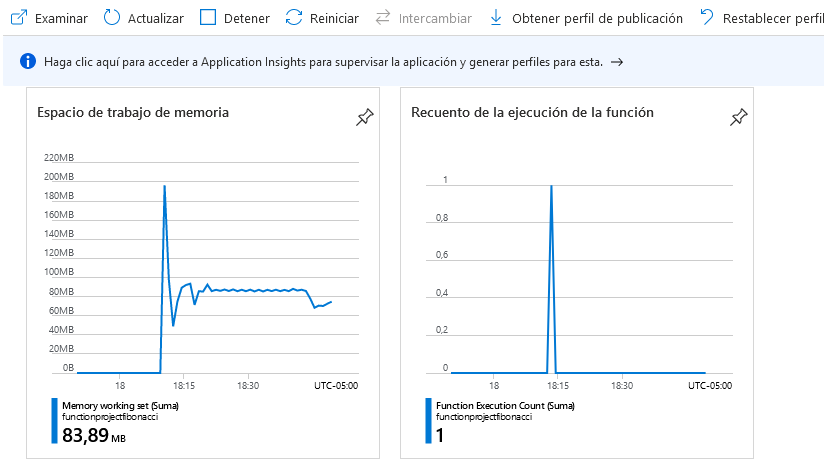 Examinar Actualizar Detener Reiniciar Intercambiar Obtener perfil de publicación Restablecer perfil
Haga clic aquí para acceder a Application Insights para supervisar la aplicación y generar perfiles para esta. →
Espacio de trabajo de memoria
220MB
200MB
180MB
160MB
140MB
120MB
100MB
80MB
60MB
40MB
20MB
0B
18 18:15 18:30 UTC-05:00
Memory working set (Suma)
functionprojectfibonacci
83,89 MB
Recuento de la ejecución de la función
1
0,8
0,6
0,4
0,2
0
18 18:15 18:30 UTC-05:00
Function Execution Count (Suma)
functionprojectfibonacci
1